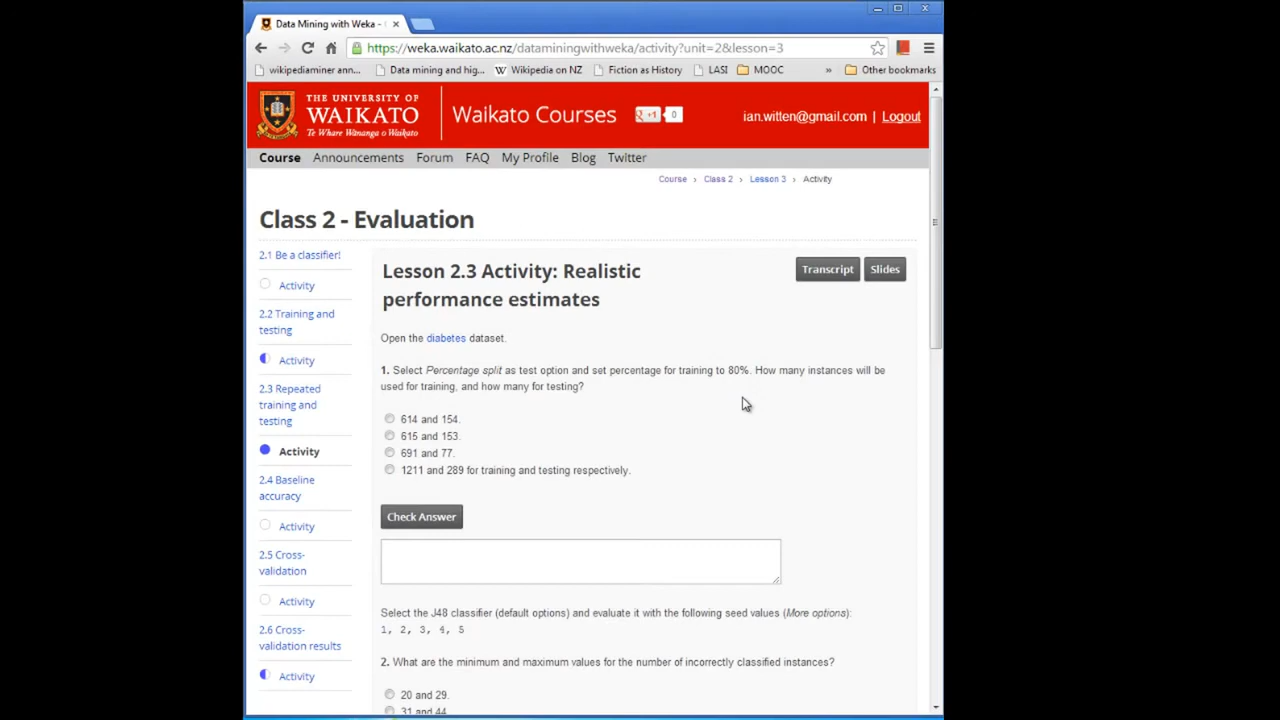 Data Mining with Weka -
https://weka.waikato.ac.nz/dataminingwithweka/activity?unit=2&lesson=3
wikipediaminer ann... Data mining and hig... Wikipedia on NZ Fiction as History LASI MOOC » Other bookmarks
THE UNIVERSITY OF
WAIKATO
Te Whare Wānanga o Waikato
Waikato Courses
+1 0
ian.witten@gmail.com | Logout
Course Announcements Forum FAQ My Profile Blog Twitter
Course › Class 2 › Lesson 3 › Activity
Class 2 - Evaluation
2.1 Be a classifier!
Activity
2.2 Training and
testing
Activity
2.3 Repeated
training and
testing
Activity
2.4 Baseline
accuracy
Activity
2.5 Cross-
validation
Activity
2.6 Cross-
validation results
Activity
Lesson 2.3 Activity: Realistic
performance estimates
Transcript Slides
Open the diabetes dataset.
1. Select Percentage split as test option and set percentage for training to 80%. How many instances will be
used for training, and how many for testing?
614 and 154.
615 and 153.
691 and 77.
1211 and 289 for training and testing respectively.
Check Answer
Select the J48 classifier (default options) and evaluate it with the following seed values (More options):
1, 2, 3, 4, 5
2. What are the minimum and maximum values for the number of incorrectly classified instances?
20 and 29.
31 and 44